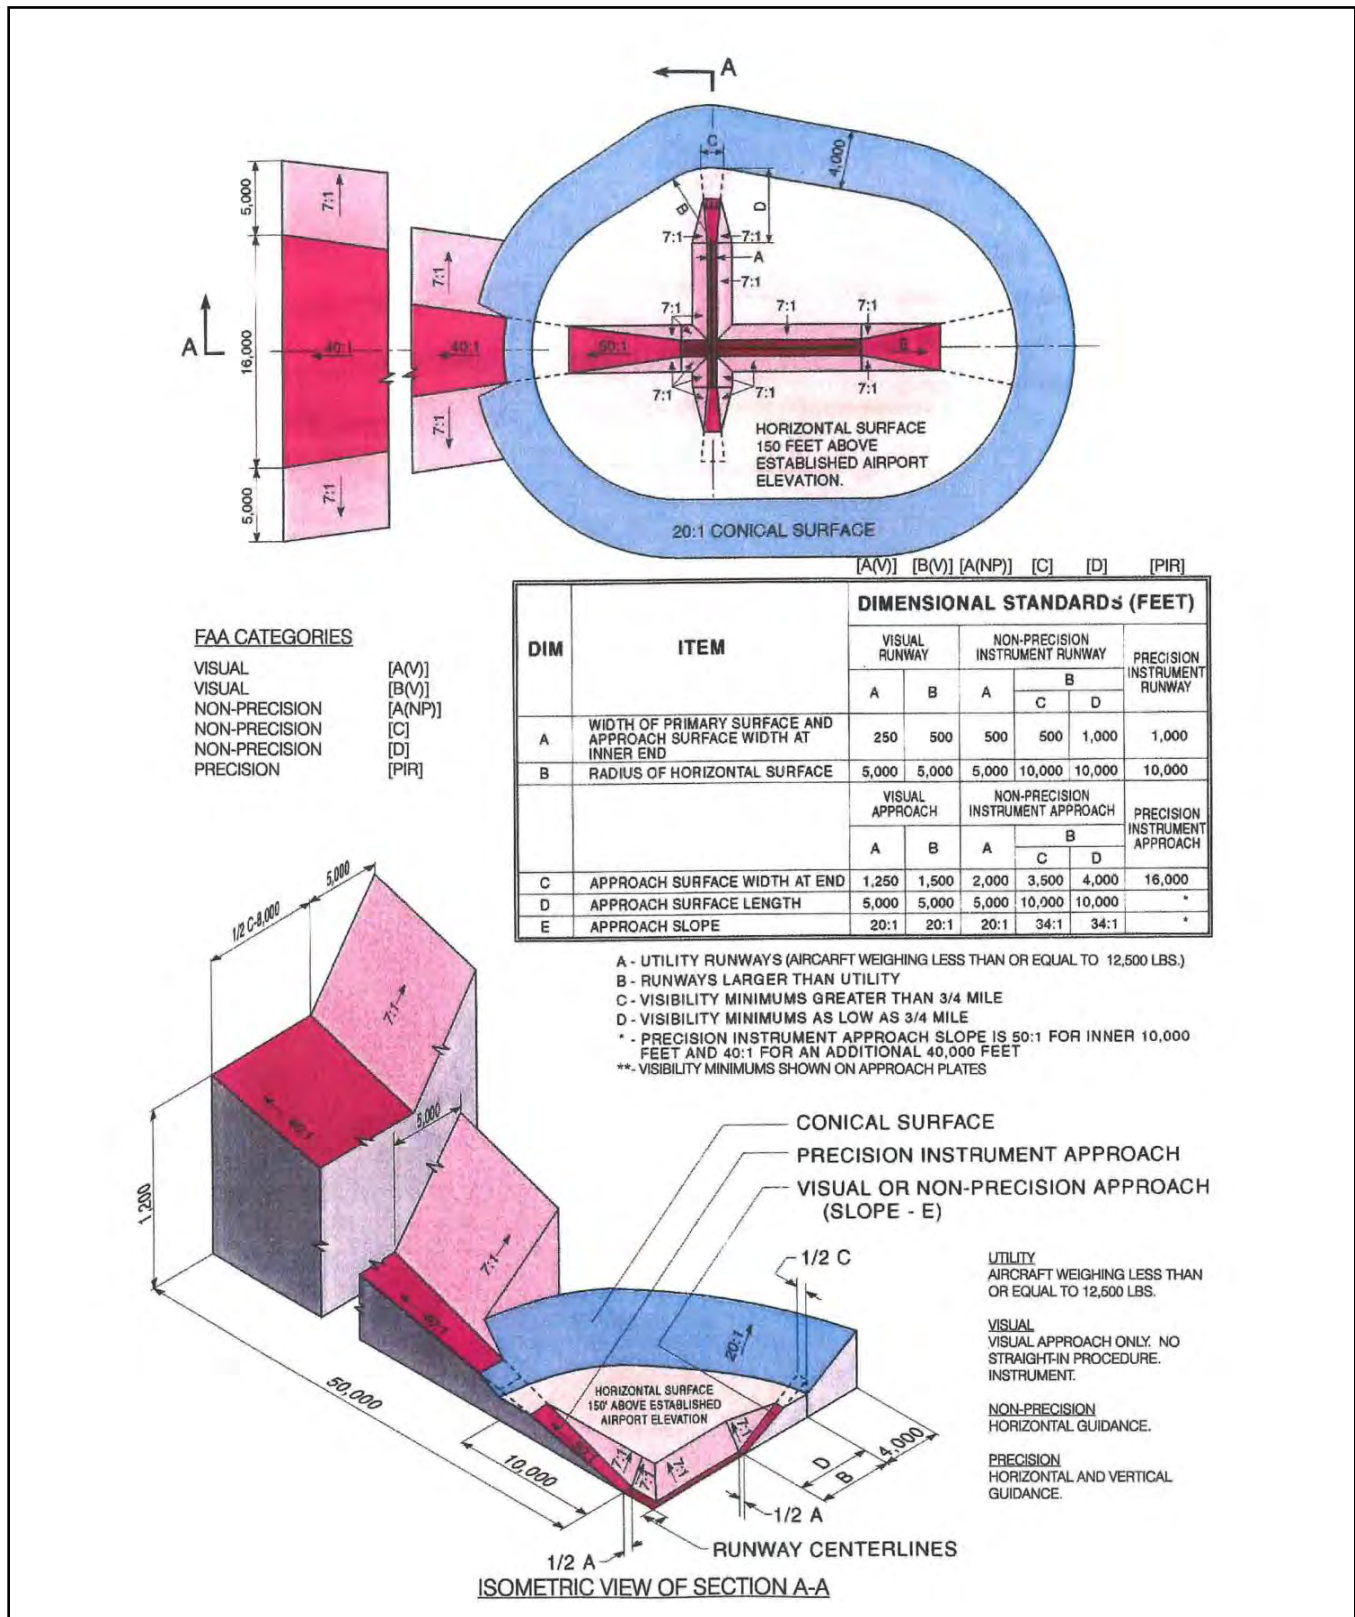 A
C
4,000
5,000
7:1
B
D
7:1
7:1
A
7:1
7:1
7:1
7:1
7:1
A
16,000
40:1
40:1
50:1
E
7:1
7:1
7:1
7:1
7:1
5,000
HORIZONTAL SURFACE
150 FEET ABOVE
ESTABLISHED AIRPORT
ELEVATION.
20:1 CONICAL SURFACE
FAA CATEGORIES
VISUAL [A(V)]
VISUAL [B(V)]
NON-PRECISION [A(NP)]
NON-PRECISION [C]
NON-PRECISION [D]
PRECISION [PIR]
[A(V)] [B(V)] [A(NP)] [C] [D] [PIR]
DIM ITEM DIMENSIONAL STANDARDS (FEET)
VISUAL RUNWAY NON-PRECISION INSTRUMENT RUNWAY PRECISION INSTRUMENT RUNWAY
A B A B
C D
A WIDTH OF PRIMARY SURFACE AND APPROACH SURFACE WIDTH AT INNER END 250 500 500 500 1,000 1,000
B RADIUS OF HORIZONTAL SURFACE 5,000 5,000 5,000 10,000 10,000 10,000
VISUAL APPROACH NON-PRECISION INSTRUMENT APPROACH PRECISION INSTRUMENT APPROACH
A B A B
C D
C APPROACH SURFACE WIDTH AT END 1,250 1,500 2,000 3,500 4,000 16,000
D APPROACH SURFACE LENGTH 5,000 5,000 5,000 10,000 10,000 *
E APPROACH SLOPE 20:1 20:1 20:1 34:1 34:1 *
A - UTILITY RUNWAYS (AIRCARFT WEIGHING LESS THAN OR EQUAL TO 12,500 LBS.)
B - RUNWAYS LARGER THAN UTILITY
C - VISIBILITY MINIMUMS GREATER THAN 3/4 MILE
D - VISIBILITY MINIMUMS AS LOW AS 3/4 MILE
* - PRECISION INSTRUMENT APPROACH SLOPE IS 50:1 FOR INNER 10,000
FEET AND 40:1 FOR AN ADDITIONAL 40,000 FEET
**- VISIBILITY MINIMUMS SHOWN ON APPROACH PLATES
5,000
1/2 C-8,000
7:1
40:1
5,000
1,200
7:1
40:1
50,000
CONICAL SURFACE
PRECISION INSTRUMENT APPROACH
VISUAL OR NON-PRECISION APPROACH
(SLOPE - E)
1/2 C
20:1
HORIZONTAL SURFACE
150' ABOVE ESTABLISHED
AIRPORT ELEVATION
50:1
7:1
7:1
7:1
7:1
10,000
D
B
4,000
1/2 A
1/2 A
RUNWAY CENTERLINES
UTILITY
AIRCRAFT WEIGHING LESS THAN
OR EQUAL TO 12,500 LBS.
VISUAL
VISUAL APPROACH ONLY. NO
STRAIGHT-IN PROCEDURE.
INSTRUMENT.
NON-PRECISION
HORIZONTAL GUIDANCE.
PRECISION
HORIZONTAL AND VERTICAL
GUIDANCE.
ISOMETRIC VIEW OF SECTION A-A